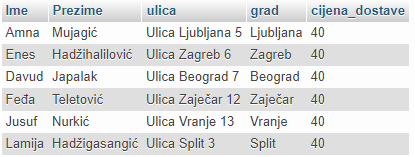 Ime Prezime ulica grad cijena_dostave
Amna Mujagić Ulica Ljubljana 5 Ljubljana 40
Enes Hadžihalilović Ulica Zagreb 6 Zagreb 40
Davud Japalak Ulica Beograd 7 Beograd 40
Feđa Teletović Ulica Zaječar 12 Zaječar 40
Jusuf Nurkić Ulica Vranje 13 Vranje 40
Lamija Hadžigasangić Ulica Split 3 Split 40